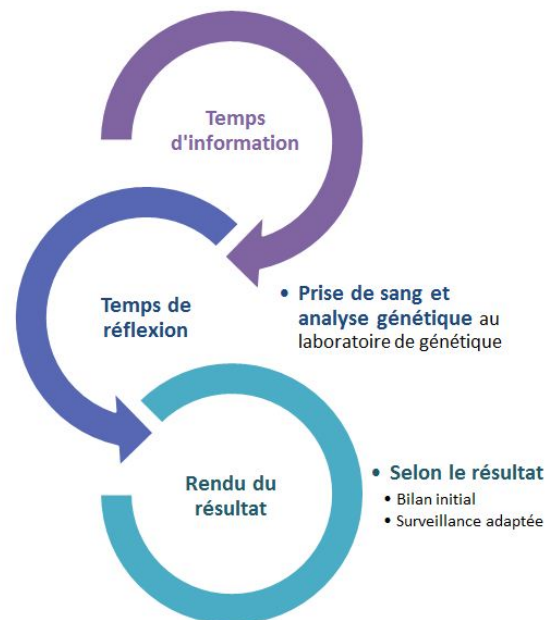 Temps
d'information
Temps de
réflexion
• Prise de sang et
analyse génétique au
laboratoire de génétique
Rendu du
résultat
• Selon le résultat
• Bilan initial
• Surveillance adaptée